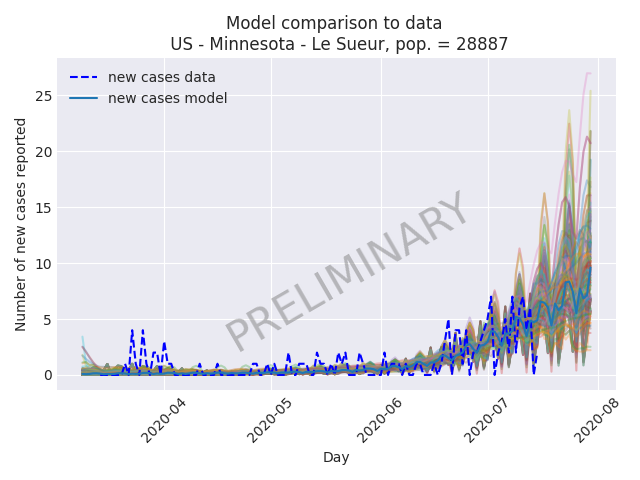 Model comparison to data
US - Minnesota - Le Sueur, pop. = 28887
new cases data
new cases model
Number of new cases reported
25
20
15
10
5
0
PRELIMINARY
2020-04
2020-05
2020-06
2020-07
2020-08
Day